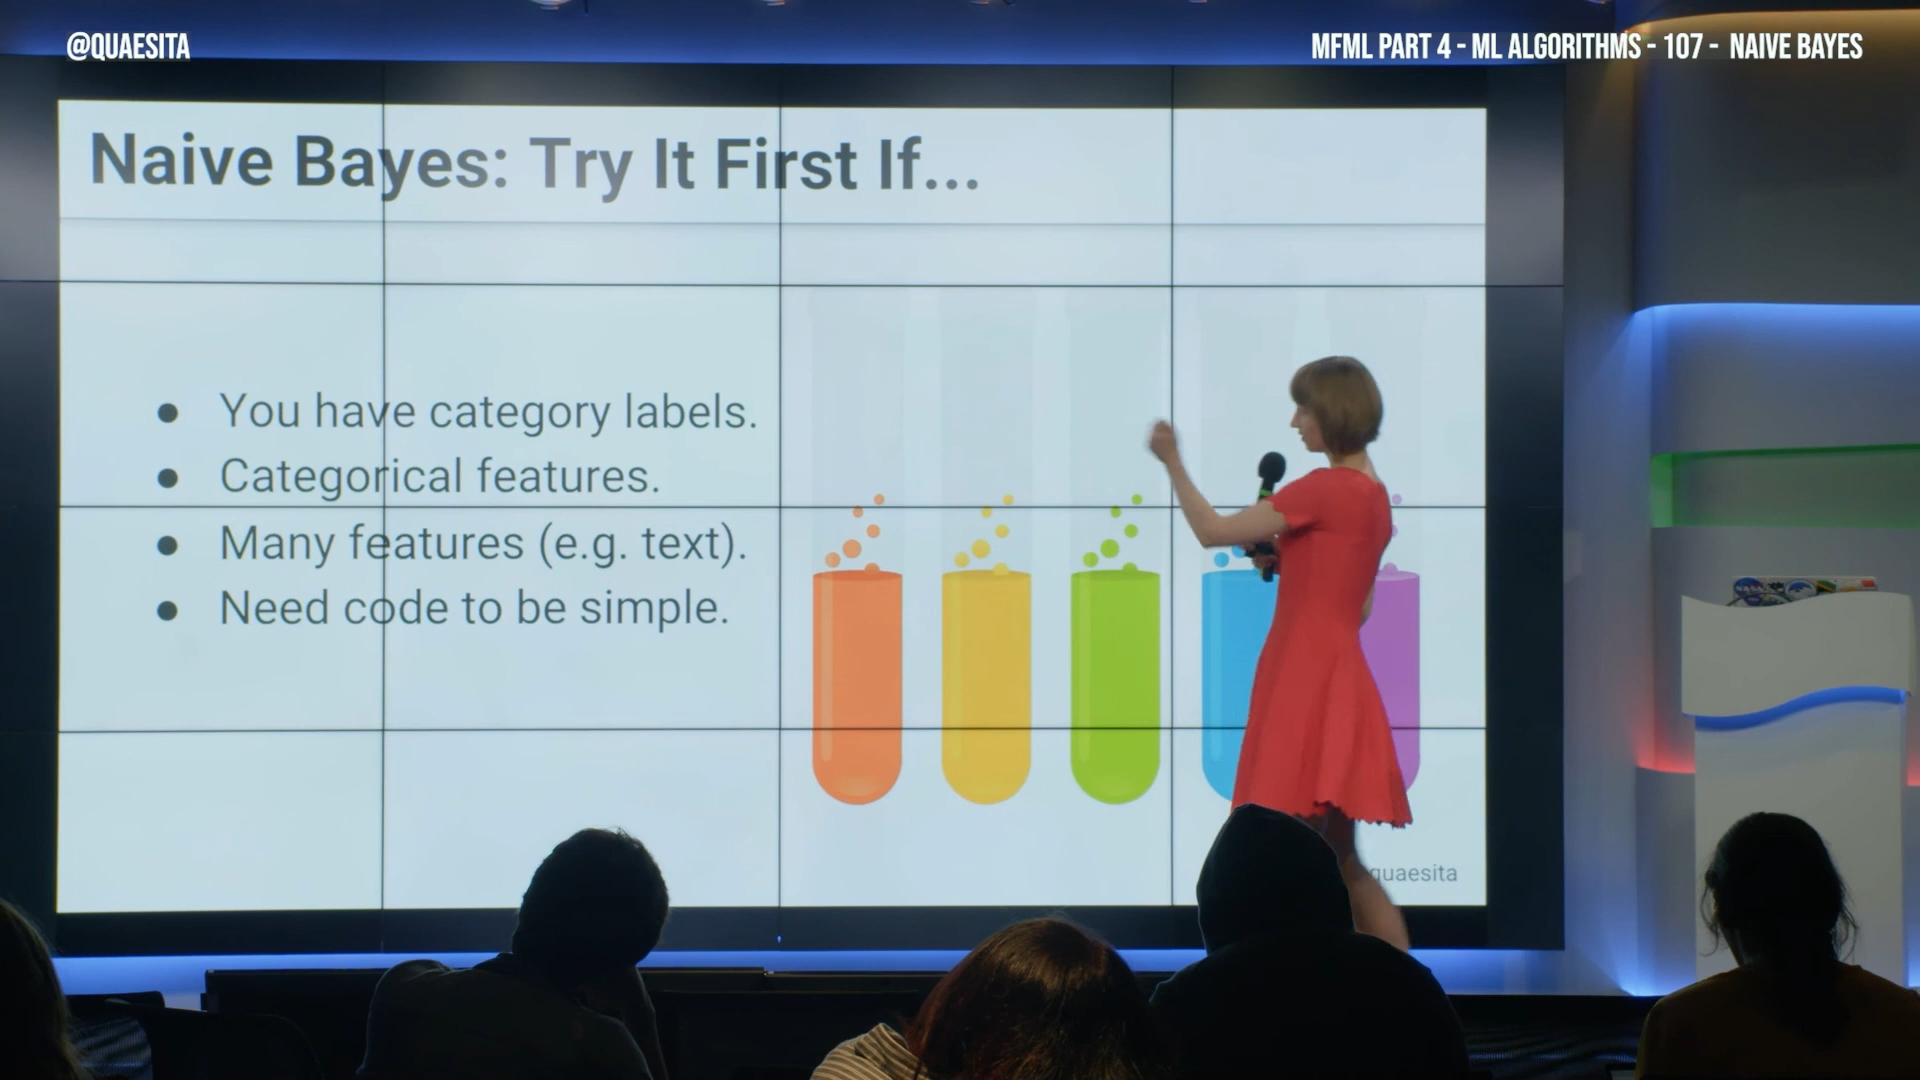 @QUAESITA
MFML PART 4 - ML ALGORITHMS - 107 - NAIVE BAYES
Naive Bayes: Try It First If...
● You have category labels.
● Categorical features.
● Many features (e.g. text).
● Need code to be simple.
quaesita
NASA